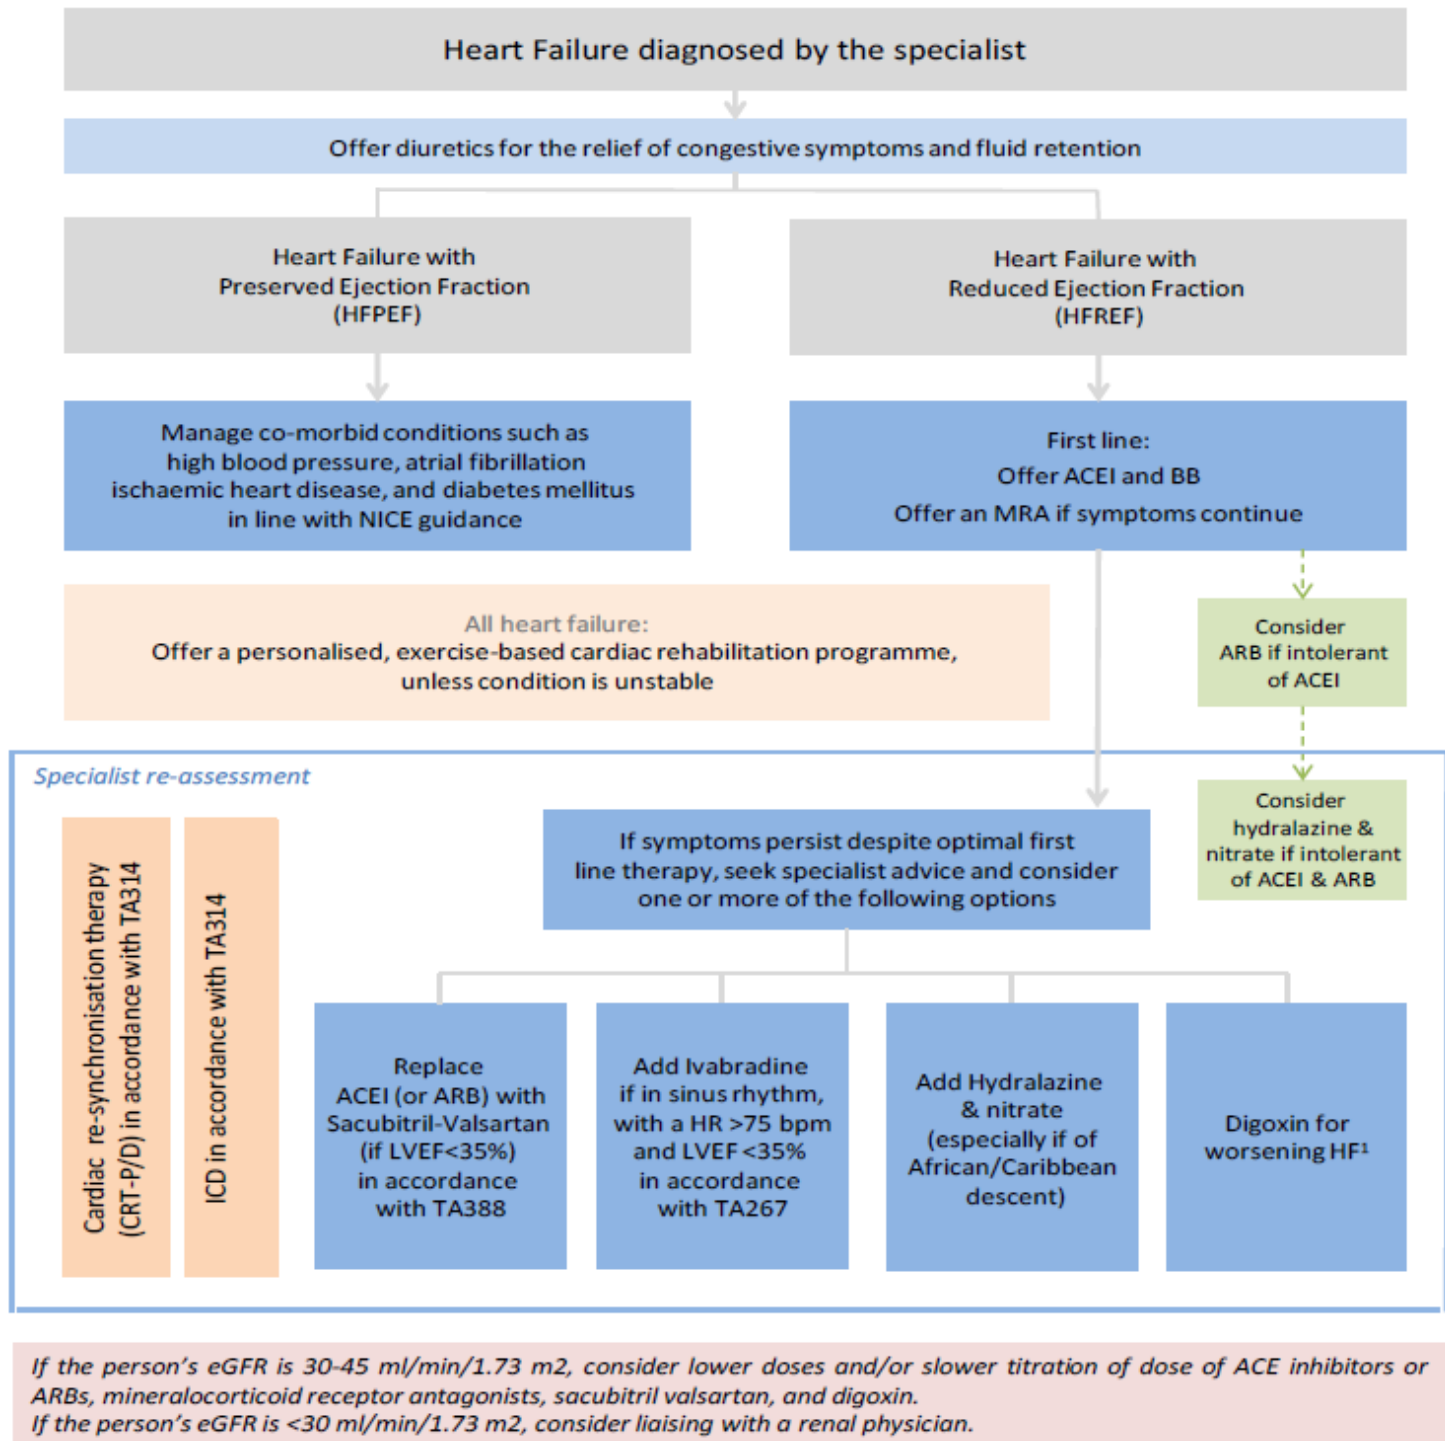 Heart Failure diagnosed by the specialist
Offer diuretics for the relief of congestive symptoms and fluid retention
Heart Failure with
Preserved Ejection Fraction
(HFPEF)
Heart Failure with
Reduced Ejection Fraction
(HFREF)
Manage co-morbid conditions such as
high blood pressure, atrial fibrillation
ischaemic heart disease, and diabetes mellitus
in line with NICE guidance
First line:
Offer ACEI and BB
Offer an MRA if symptoms continue
All heart failure:
Offer a personalised, exercise-based cardiac rehabilitation programme,
unless condition is unstable
Consider
ARB if intolerant
of ACEI
Specialist re-assessment
Consider
hydralazine &
nitrate if intolerant
of ACEI & ARB
If symptoms persist despite optimal first
line therapy, seek specialist advice and consider
one or more of the following options
Cardiac re-synchronisation therapy
(CRT-P/D) in accordance with TA314
ICD in accordance with TA314
Replace
ACEI (or ARB) with
Sacubitril-Valsartan
(if LVEF<35%)
in accordance
with TA388
Add Ivabradine
if in sinus rhythm,
with a HR >75 bpm
and LVEF <35%
in accordance
with TA267
Add Hydralazine
& nitrate
(especially if of
African/Caribbean
descent)
Digoxin for
worsening HF¹
If the person's eGFR is 30-45 ml/min/1.73 m2, consider lower doses and/or slower titration of dose of ACE inhibitors or
ARBs, mineralocorticoid receptor antagonists, sacubitril valsartan, and digoxin.
If the person's eGFR is <30 ml/min/1.73 m2, consider liaising with a renal physician.